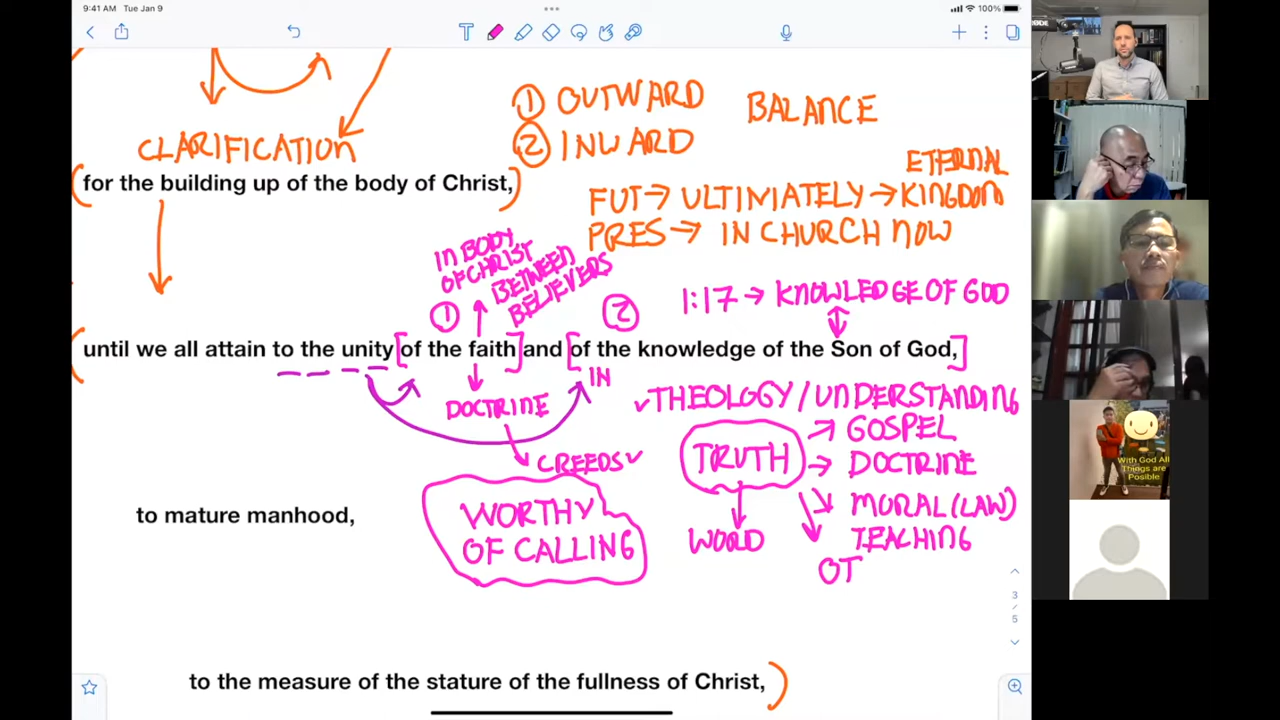 9:41 AM Tue Jan 9
100%
CLARIFICATION
① OUTWARD
BALANCE
② INWARD
(for the building up of the body of Christ,)
FUT → ULTIMATELY → ETERNAL KINGDOM
PRES → IN CHURCH NOW
IN BODY OF CHRIST
BETWEEN BELIEVERS
①
②
1:17 → KNOWLEDGE OF GOD
(until we all attain to the unity [of the faith] and [of the knowledge of the Son of God,]
IN
DOCTRINE
CREEDS ✓
✓THEOLOGY / UNDERSTANDING
TRUTH
→ GOSPEL
→ DOCTRINE
MORAL (LAW)
TEACHING
WORD
OT
WORTHY
OF CALLING
to mature manhood,
to the measure of the stature of the fullness of Christ,)
3
/
5
With God All
Things are
Posible